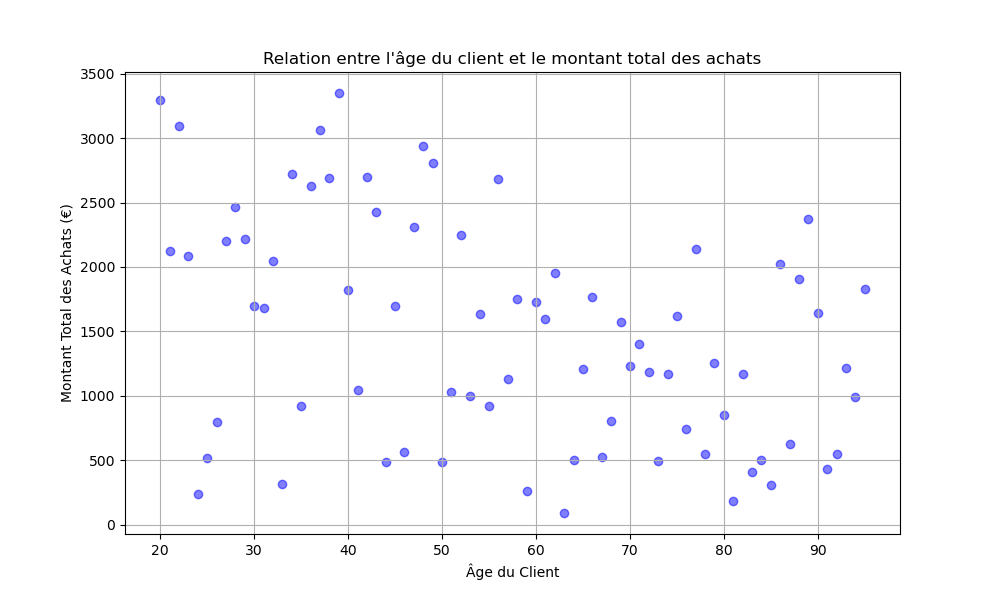 Relation entre l'âge du client et le montant total des achats
Montant Total des Achats (€)
3500
3000
2500
2000
1500
1000
500
0
20 30 40 50 60 70 80 90
Âge du Client